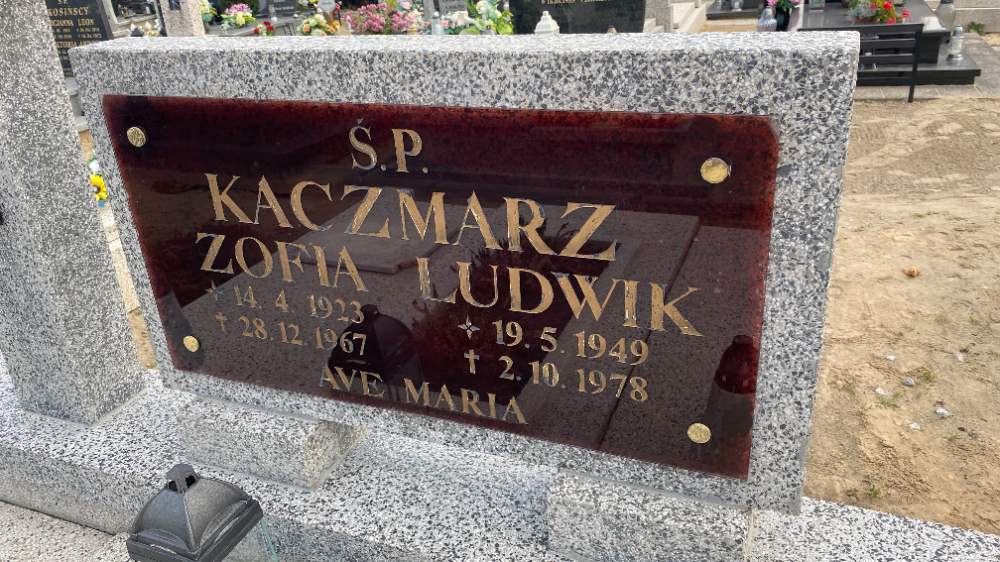 Ś.P.
KACZMARZ
ZOFIA LUDWIK
14.4.1923 19.5.1949
† 28.12.1967 † 2.10.1978
AVE MARIA